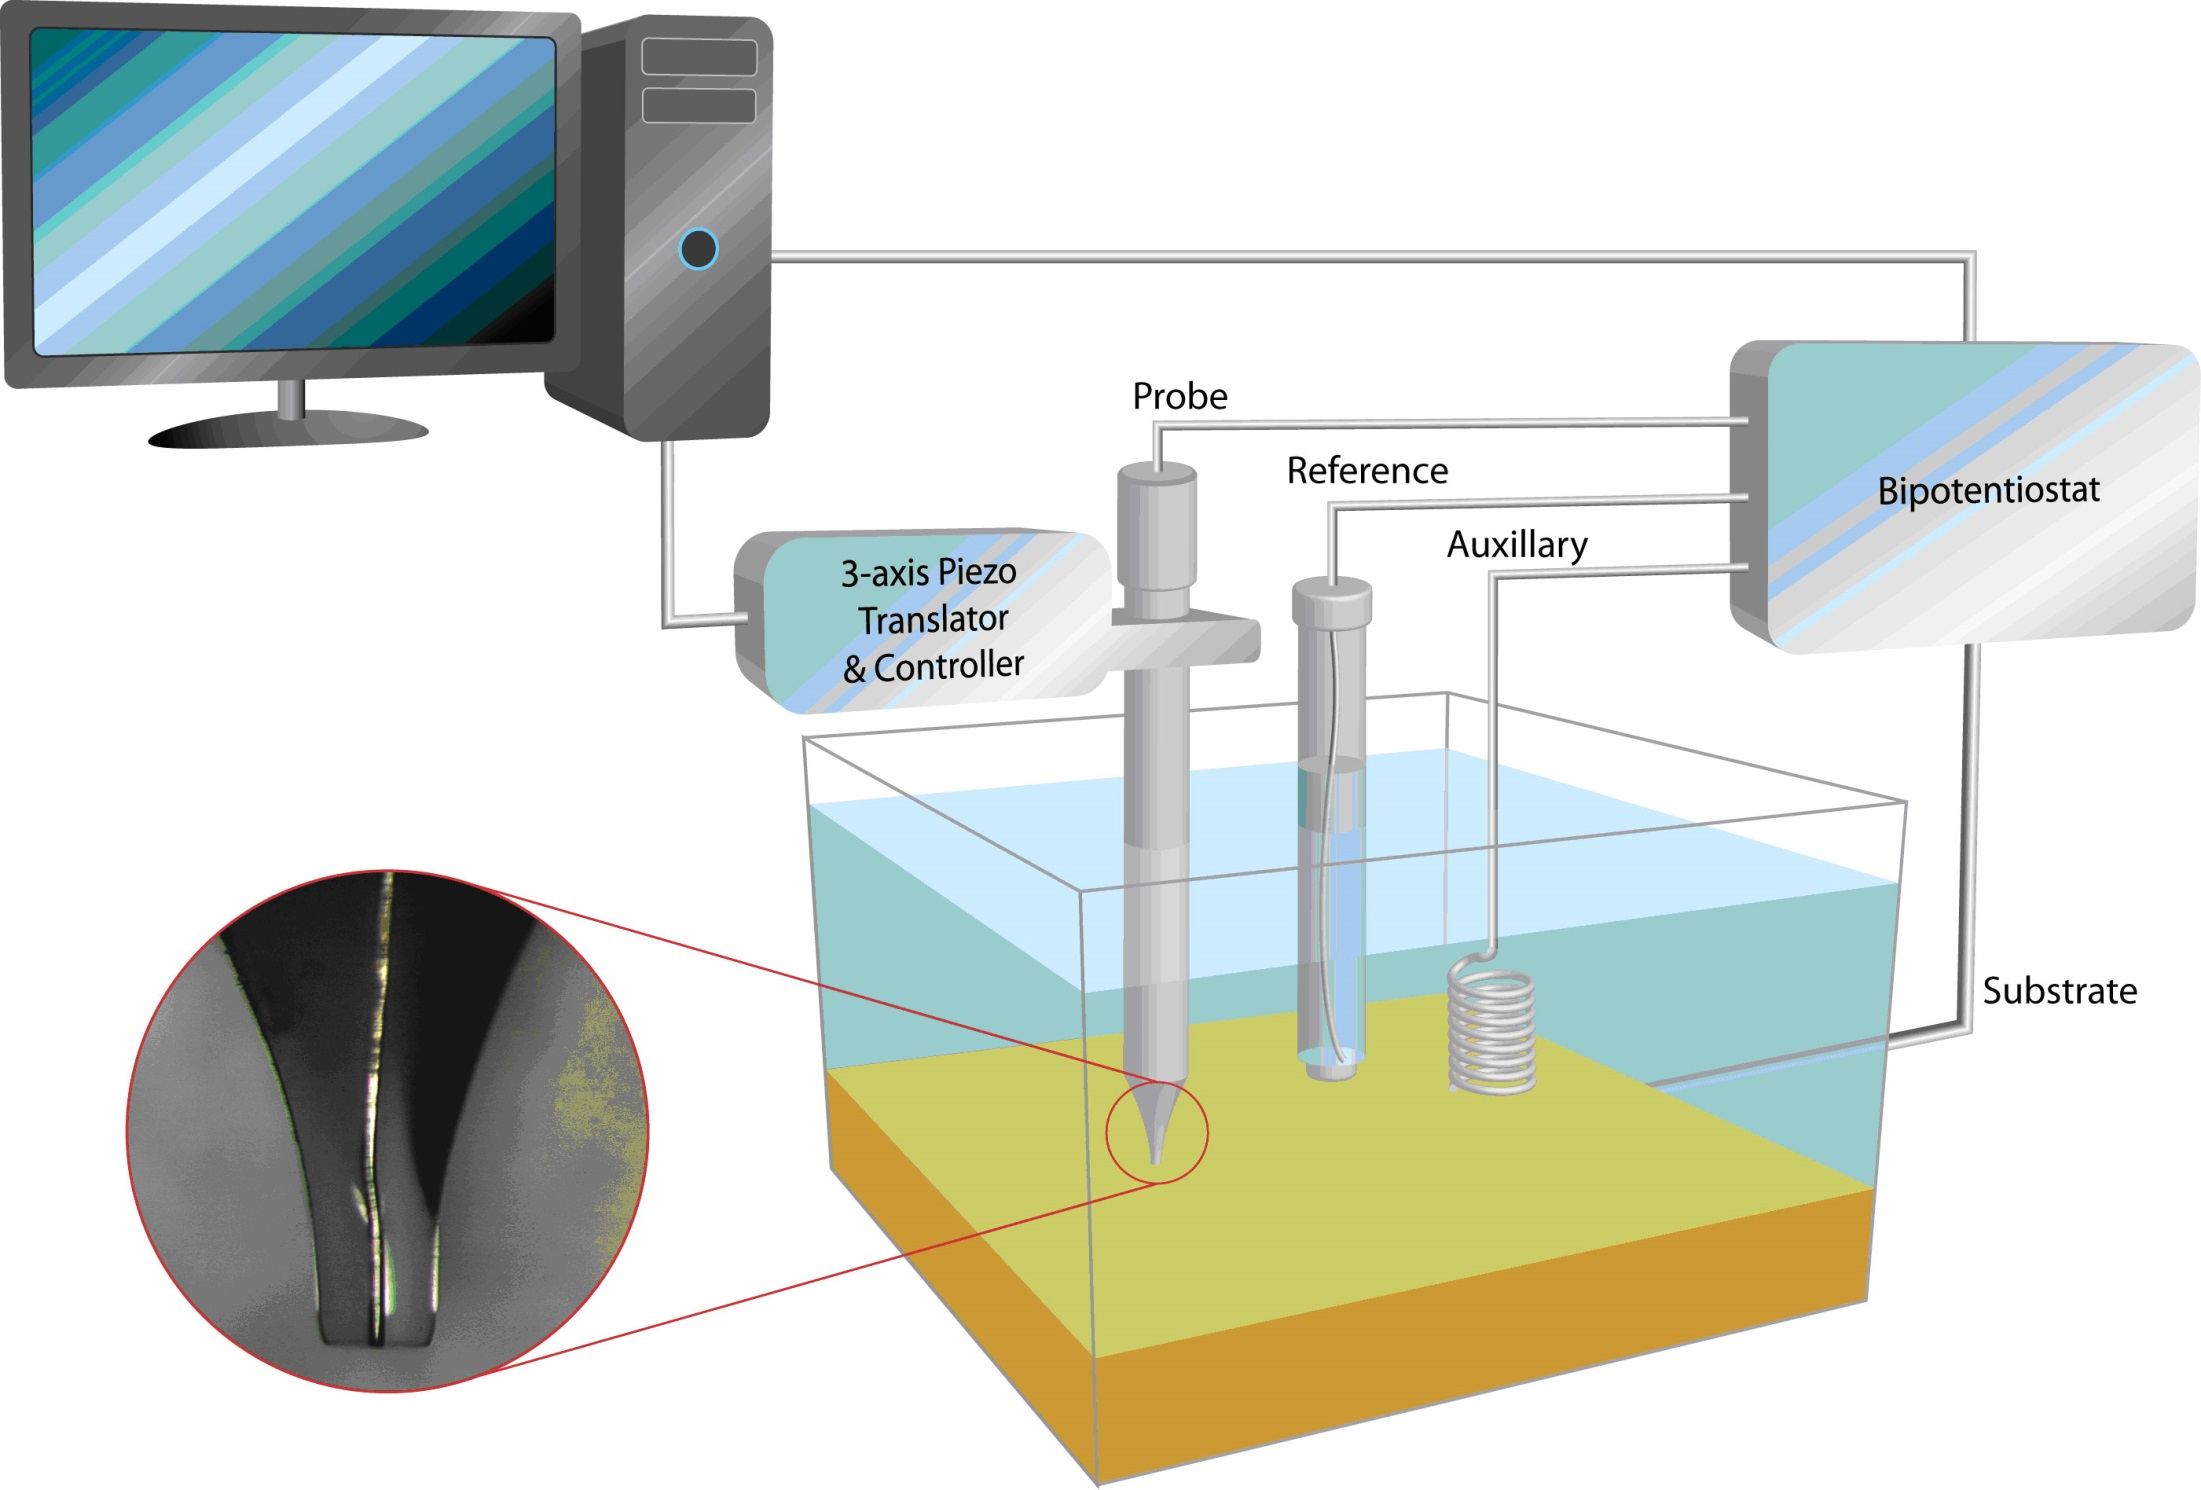 Probe
Reference
Auxillary
Bipotentiostat
3-axis Piezo
Translator
& Controller
Substrate